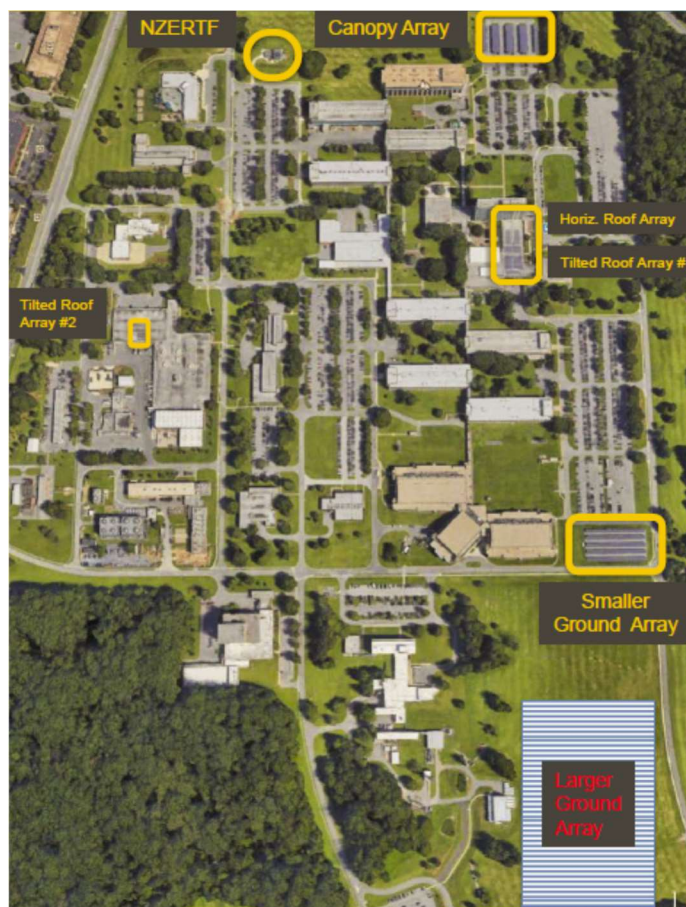 NZERTF
Canopy Array
Horiz. Roof Array
Tilted Roof Array #
Tilted Roof
Array #2
Smaller
Ground Array
Larger
Ground
Array